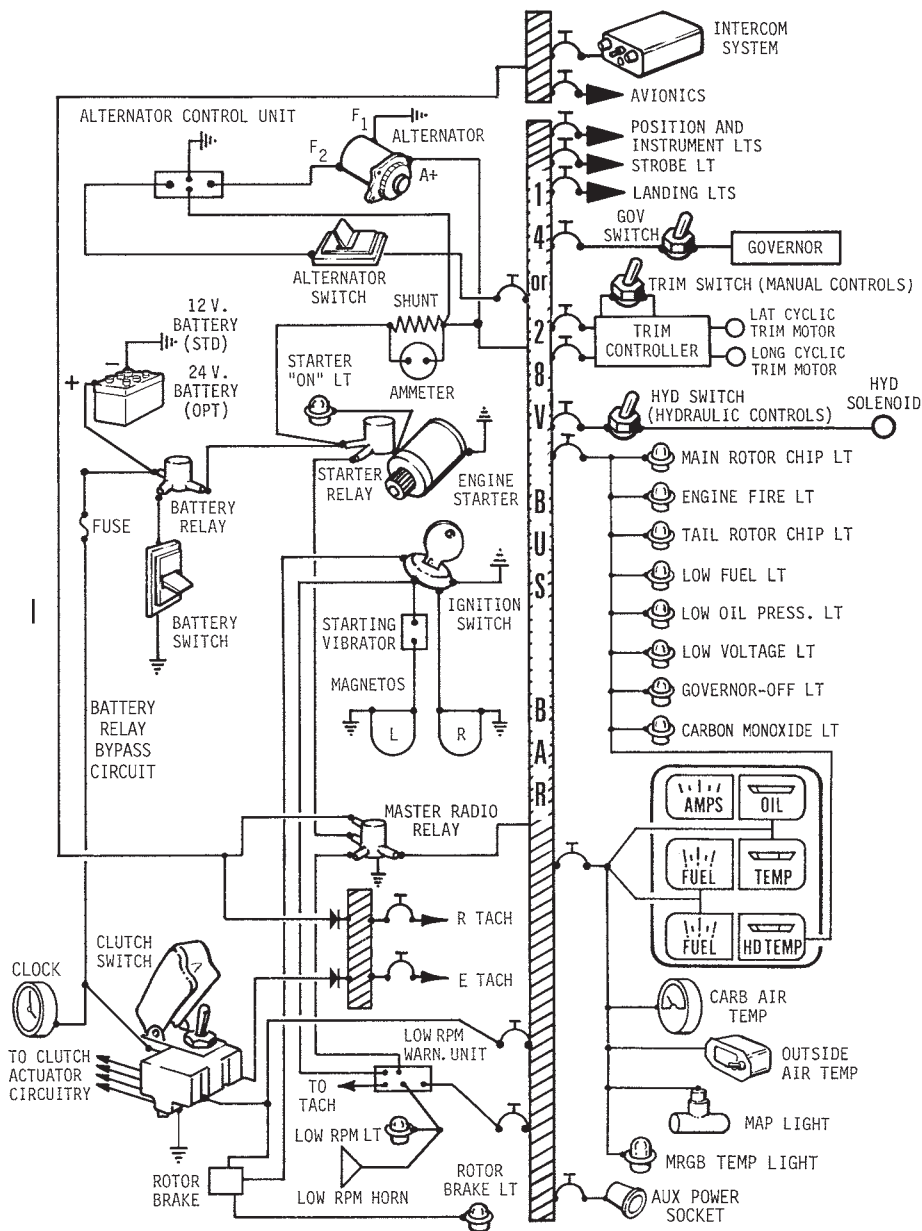 INTERCOM
SYSTEM
AVIONICS
ALTERNATOR CONTROL UNIT
F1
ALTERNATOR
F2
A+
POSITION AND
INSTRUMENT LTS
STROBE LT
LANDING LTS
GOV
SWITCH
GOVERNOR
ALTERNATOR
SWITCH
TRIM SWITCH (MANUAL CONTROLS)
TRIM
CONTROLLER
LAT CYCLIC
TRIM MOTOR
LONG CYCLIC
TRIM MOTOR
12 V.
BATTERY
(STD)
24 V.
BATTERY
(OPT)
-
+
SHUNT
AMMETER
STARTER
"ON" LT
STARTER
RELAY
ENGINE
STARTER
14 or 28 V BUS BAR
HYD SWITCH
(HYDRAULIC CONTROLS)
HYD
SOLENOID
MAIN ROTOR CHIP LT
ENGINE FIRE LT
TAIL ROTOR CHIP LT
LOW FUEL LT
LOW OIL PRESS. LT
LOW VOLTAGE LT
GOVERNOR-OFF LT
CARBON MONOXIDE LT
FUSE
BATTERY
RELAY
BATTERY
SWITCH
IGNITION
SWITCH
STARTING
VIBRATOR
MAGNETOS
L
R
BATTERY
RELAY
BYPASS
CIRCUIT
MASTER RADIO
RELAY
AMPS
OIL
FUEL
TEMP
FUEL
HD TEMP
R TACH
E TACH
CLUTCH
SWITCH
CLOCK
TO CLUTCH
ACTUATOR
CIRCUITRY
LOW RPM
WARN. UNIT
TO
TACH
LOW RPM LT
LOW RPM HORN
ROTOR
BRAKE
ROTOR
BRAKE LT
CARB AIR
TEMP
OUTSIDE
AIR TEMP
MAP LIGHT
MRGB TEMP LIGHT
AUX POWER
SOCKET